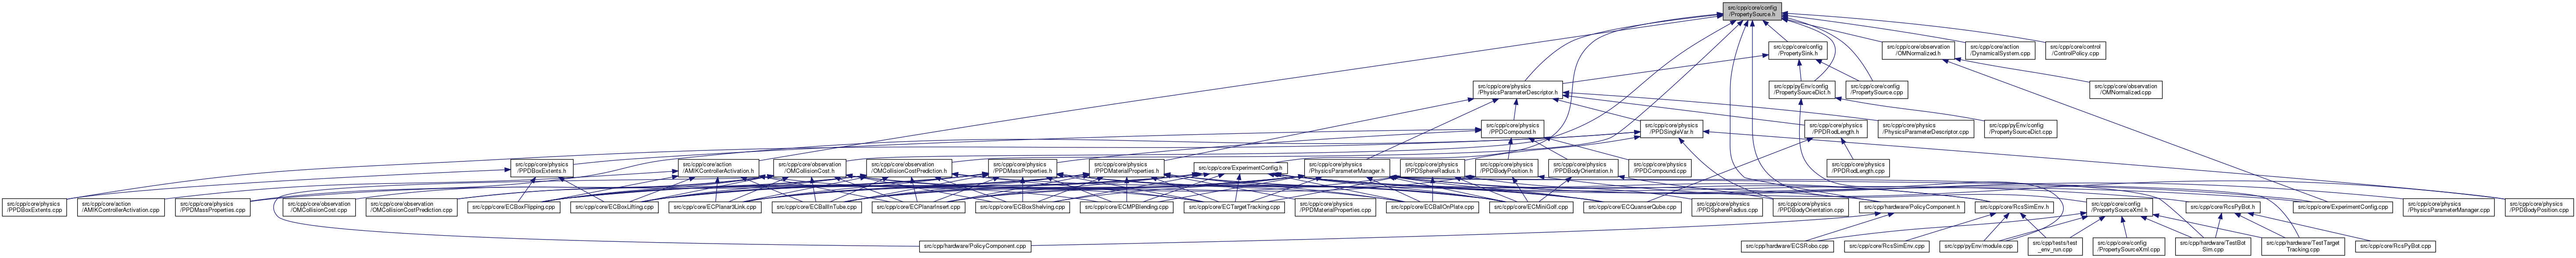 src/cpp/core/config
/PropertySource.h
src/cpp/core/config
/PropertySink.h
src/cpp/core/observation
/OMNormalized.h
src/cpp/core/action
/DynamicalSystem.cpp
src/cpp/core/control
/ControlPolicy.cpp
src/cpp/core/physics
/PhysicsParameterDescriptor.h
src/cpp/pyEnv/config
/PropertySourceDict.h
src/cpp/core/config
/PropertySource.cpp
src/cpp/core/observation
/OMNormalized.cpp
src/cpp/core/physics
/PPDCompound.h
src/cpp/core/physics
/PPDSingleVar.h
src/cpp/core/physics
/PPDRodLength.h
src/cpp/core/physics
/PhysicsParameterDescriptor.cpp
src/cpp/pyEnv/config
/PropertySourceDict.cpp
src/cpp/core/physics
/PPDBoxExtents.h
src/cpp/core/action
/AMIKControllerActivation.h
src/cpp/core/observation
/OMCollisionCost.h
src/cpp/core/observation
/OMCollisionCostPrediction.h
src/cpp/core/physics
/PPDMassProperties.h
src/cpp/core/physics
/PPDMaterialProperties.h
src/cpp/core/ExperimentConfig.h
src/cpp/core/physics
/PhysicsParameterManager.h
src/cpp/core/physics
/PPDSphereRadius.h
src/cpp/core/physics
/PPDBodyPosition.h
src/cpp/core/physics
/PPDBodyOrientation.h
src/cpp/core/physics
/PPDCompound.cpp
src/cpp/core/physics
/PPDRodLength.cpp
src/cpp/core/physics
/PPDBoxExtents.cpp
src/cpp/core/action
/AMIKControllerActivation.cpp
src/cpp/core/physics
/PPDMassProperties.cpp
src/cpp/core/observation
/OMCollisionCost.cpp
src/cpp/core/observation
/OMCollisionCostPrediction.cpp
src/cpp/core/ECBoxFlipping.cpp
src/cpp/core/ECBoxLifting.cpp
src/cpp/core/ECPlanar3Link.cpp
src/cpp/core/ECBallInTube.cpp
src/cpp/core/ECPlanarInsert.cpp
src/cpp/core/ECBoxShelving.cpp
src/cpp/core/ECMPBlending.cpp
src/cpp/core/ECTargetTracking.cpp
src/cpp/core/physics
/PPDMaterialProperties.cpp
src/cpp/core/ECBallOnPlate.cpp
src/cpp/core/ECMiniGolf.cpp
src/cpp/core/ECQuanserQube.cpp
src/cpp/core/physics
/PPDSphereRadius.cpp
src/cpp/core/physics
/PPDBodyOrientation.cpp
src/cpp/hardware/PolicyComponent.h
src/cpp/core/RcsSimEnv.h
src/cpp/core/config
/PropertySourceXml.h
src/cpp/core/RcsPyBot.h
src/cpp/core/ExperimentConfig.cpp
src/cpp/core/physics
/PhysicsParameterManager.cpp
src/cpp/core/physics
/PPDBodyPosition.cpp
src/cpp/hardware/PolicyComponent.cpp
src/cpp/hardware/ECSRobo.cpp
src/cpp/core/RcsSimEnv.cpp
src/cpp/pyEnv/module.cpp
src/cpp/tests/test
_env_run.cpp
src/cpp/core/config
/PropertySourceXml.cpp
src/cpp/hardware/TestBot
Sim.cpp
src/cpp/hardware/TestTarget
Tracking.cpp
src/cpp/core/RcsPyBot.cpp